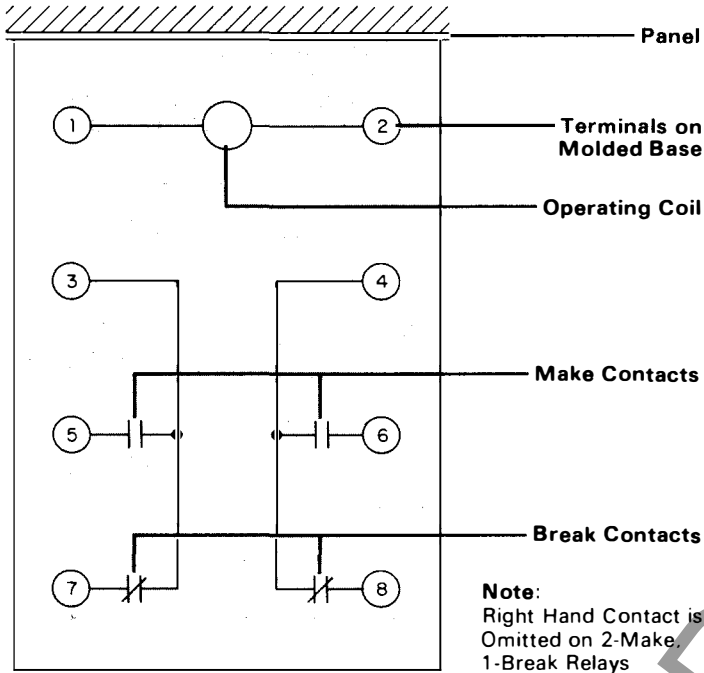 Panel
1
2
Terminals on
Molded Base
Operating Coil
3
4
Make Contacts
5
6
Break Contacts
7
8
Note:
Right Hand Contact is
Omitted on 2-Make,
1-Break Relays